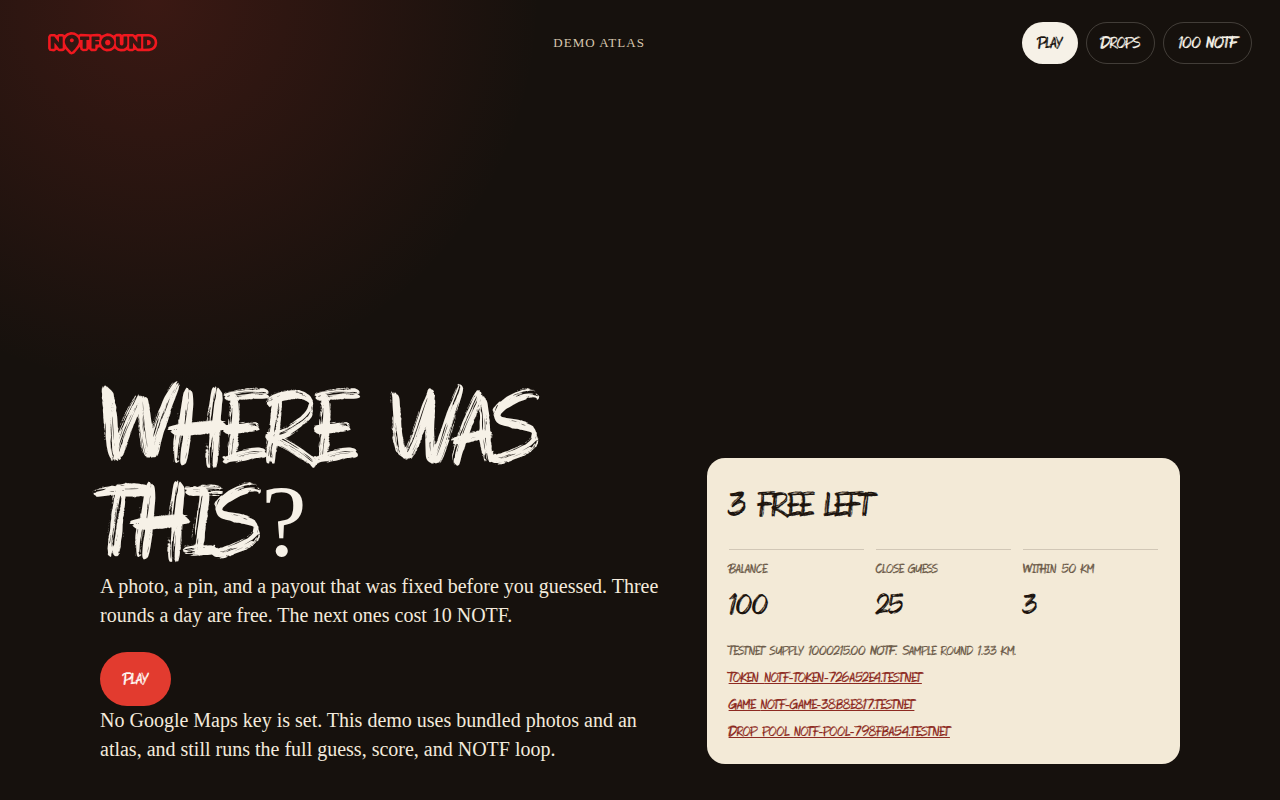 NOTFOUND
DEMO ATLAS
PLAY
DROPS
100 NOTF
WHERE WAS
THIS?
A photo, a pin, and a payout that was fixed before you guessed. Three
rounds a day are free. The next ones cost 10 NOTF.
PLAY
No Google Maps key is set. This demo uses bundled photos and an
atlas, and still runs the full guess, score, and NOTF loop.
3 FREE LEFT
BALANCE
100
CLOSE GUESS
25
WITHIN 50 KM
3
TESTNET SUPPLY 1000215.00 NOTF. SAMPLE ROUND 1.33 KM.
TOKEN NOTF-TOKEN-726A52E4.TESTNET
GAME NOTF-GAME-38B8E817.TESTNET
DROP POOL NOTF-POOL-798FBA54.TESTNET